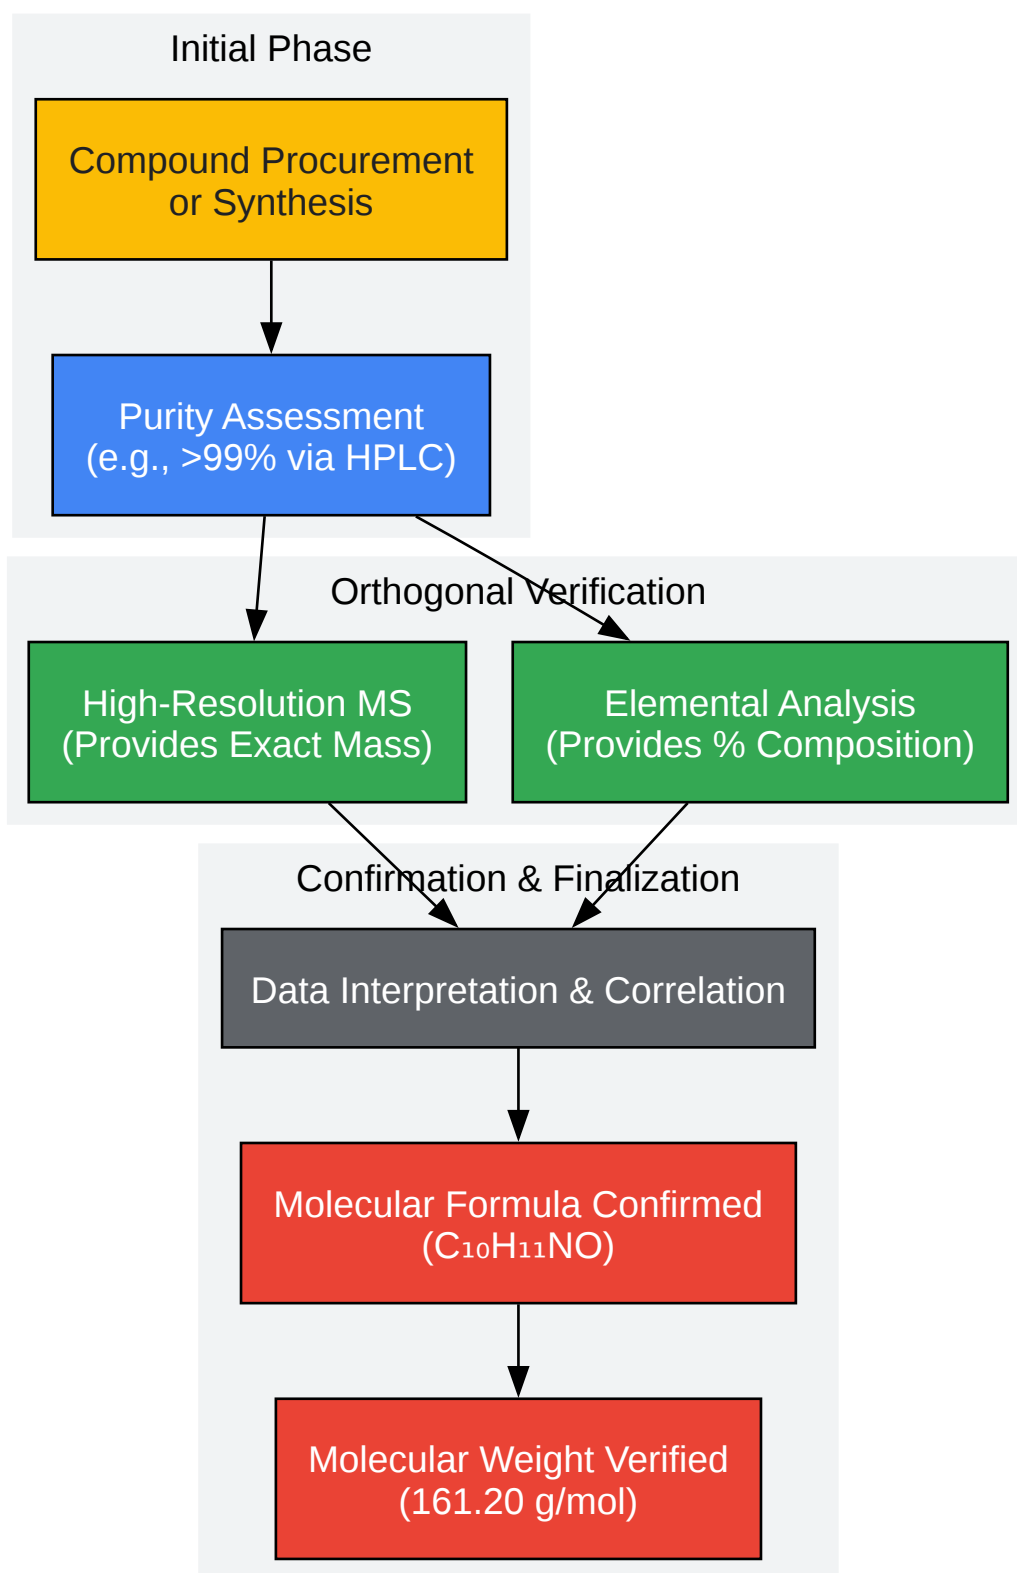 Initial Phase
Compound Procurement
or Synthesis
Purity Assessment
(e.g., >99% via HPLC)
Orthogonal Verification
High-Resolution MS
(Provides Exact Mass)
Elemental Analysis
(Provides % Composition)
Confirmation & Finalization
Data Interpretation & Correlation
Molecular Formula Confirmed
(C₁₀H₁₁NO)
Molecular Weight Verified
(161.20 g/mol)